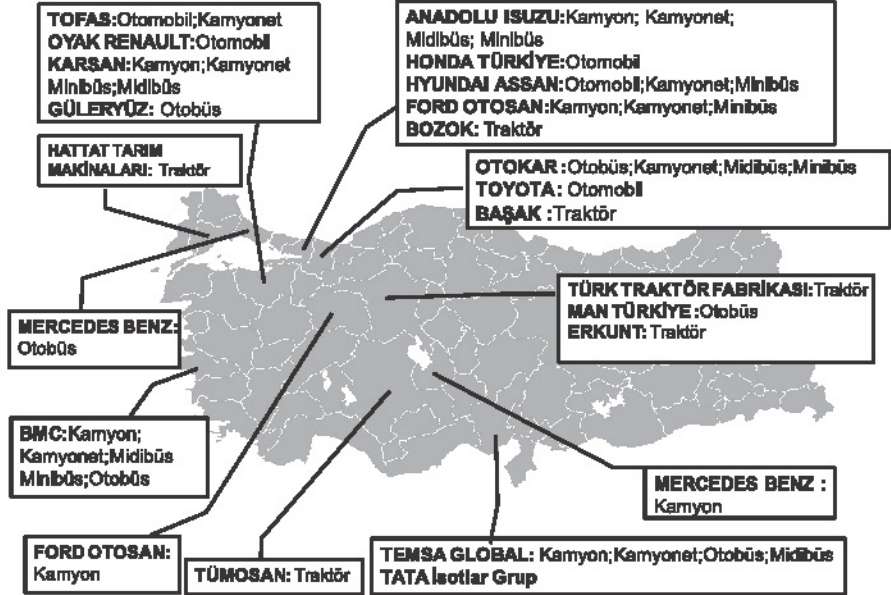 TOFAS:Otomobil;Kamyonet
OYAK RENAULT:Otomobil
KARSAN:Kamyon;Kamyonet
Minibüs;Midibüs
GÜLERYÜZ: Otobüs
ANADOLU ISUZU:Kamyon; Kamyonet;
Midibüs; Minibüs
HONDA TÜRKİYE:Otomobil
HYUNDAI ASSAN:Otomobil;Kamyonet;Minibüs
FORD OTOSAN:Kamyon;Kamyonet;Minibüs
BOZOK: Traktör
HATTAT TARIM
MAKİNALARI: Traktör
OTOKAR :Otobüs;Kamyonet;Midibüs;Minibüs
TOYOTA: Otomobil
BAŞAK :Traktör
TÜRK TRAKTÖR FABRİKASI:Traktör
MAN TÜRKİYE :Otobüs
ERKUNT: Traktör
MERCEDES BENZ:
Otobüs
BMC:Kamyon;
Kamyonet;Midibüs
Minibüs;Otobüs
MERCEDES BENZ :
Kamyon
FORD OTOSAN:
Kamyon
TÜMOSAN: Traktör
TEMSA GLOBAL: Kamyon;Kamyonet;Otobüs;Midibüs
TATA İsotlar Grup